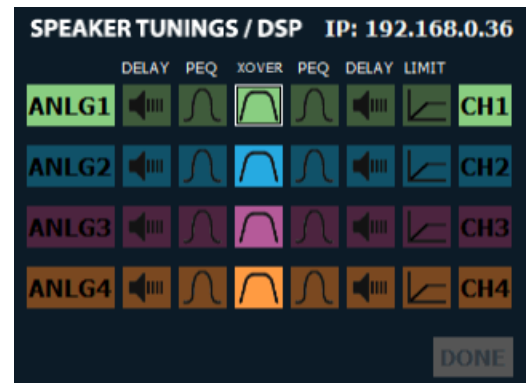 SPEAKER TUNINGS / DSP IP: 192.168.0.36
DELAY PEQ XOVER PEQ DELAY LIMIT
ANLG1 CH1
ANLG2 CH2
ANLG3 CH3
ANLG4 CH4
DONE